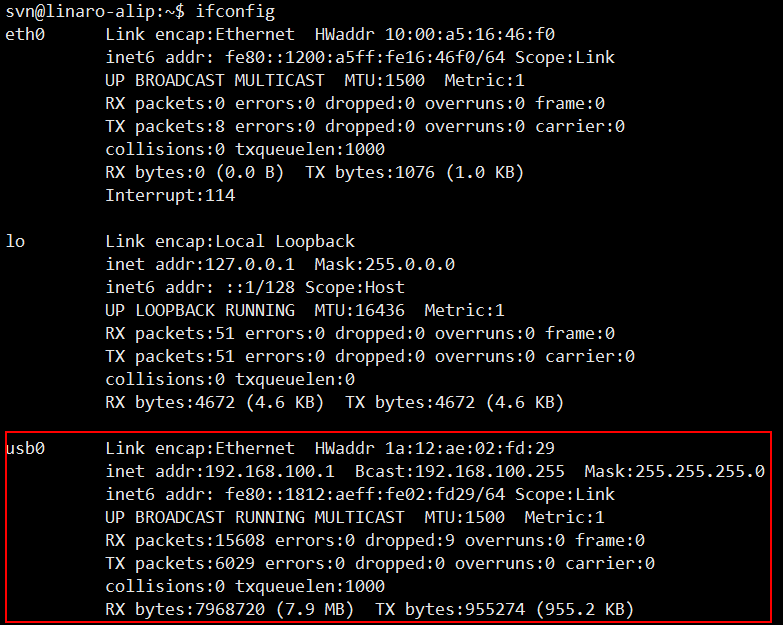 svn@linaro-alip:~$ ifconfig
eth0      Link encap:Ethernet  HWaddr 10:00:a5:16:46:f0
          inet6 addr: fe80::1200:a5ff:fe16:46f0/64 Scope:Link
          UP BROADCAST MULTICAST  MTU:1500  Metric:1
          RX packets:0 errors:0 dropped:0 overruns:0 frame:0
          TX packets:8 errors:0 dropped:0 overruns:0 carrier:0
          collisions:0 txqueuelen:1000
          RX bytes:0 (0.0 B)  TX bytes:1076 (1.0 KB)
          Interrupt:114

lo        Link encap:Local Loopback
          inet addr:127.0.0.1  Mask:255.0.0.0
          inet6 addr: ::1/128 Scope:Host
          UP LOOPBACK RUNNING  MTU:16436  Metric:1
          RX packets:51 errors:0 dropped:0 overruns:0 frame:0
          TX packets:51 errors:0 dropped:0 overruns:0 carrier:0
          collisions:0 txqueuelen:0
          RX bytes:4672 (4.6 KB)  TX bytes:4672 (4.6 KB)

usb0      Link encap:Ethernet  HWaddr 1a:12:ae:02:fd:29
          inet addr:192.168.100.1  Bcast:192.168.100.255  Mask:255.255.255.0
          inet6 addr: fe80::1812:aeff:fe02:fd29/64 Scope:Link
          UP BROADCAST RUNNING MULTICAST  MTU:1500  Metric:1
          RX packets:15608 errors:0 dropped:9 overruns:0 frame:0
          TX packets:6029 errors:0 dropped:0 overruns:0 carrier:0
          collisions:0 txqueuelen:1000
          RX bytes:7968720 (7.9 MB)  TX bytes:955274 (955.2 KB)